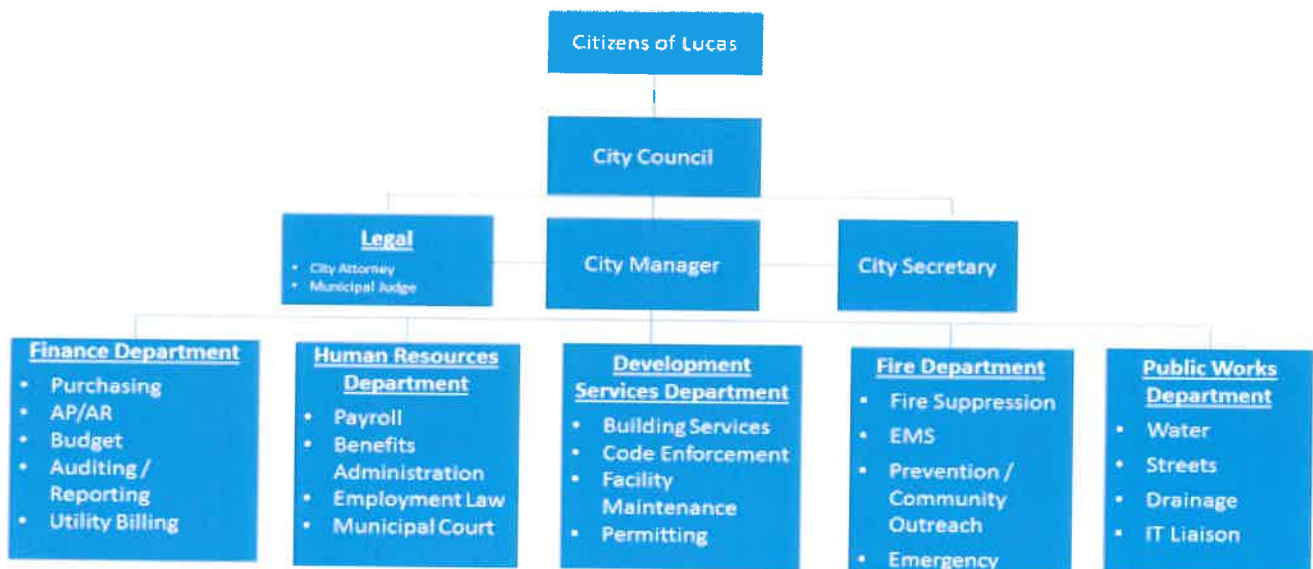 Citizens of Lucas
City Council
Legal
• City Attorney
• Municipal Judge
City Manager
City Secretary
Finance Department
• Purchasing
• AP/AR
• Budget
• Auditing /
Reporting
• Utility Billing
Human Resources
Department
• Payroll
• Benefits
Administration
• Employment Law
• Municipal Court
Development
Services Department
• Building Services
• Code Enforcement
• Facility
Maintenance
• Permitting
Fire Department
• Fire Suppression
• EMS
• Prevention /
Community
Outreach
• Emergency
Public Works
Department
• Water
• Streets
• Drainage
• IT Liaison